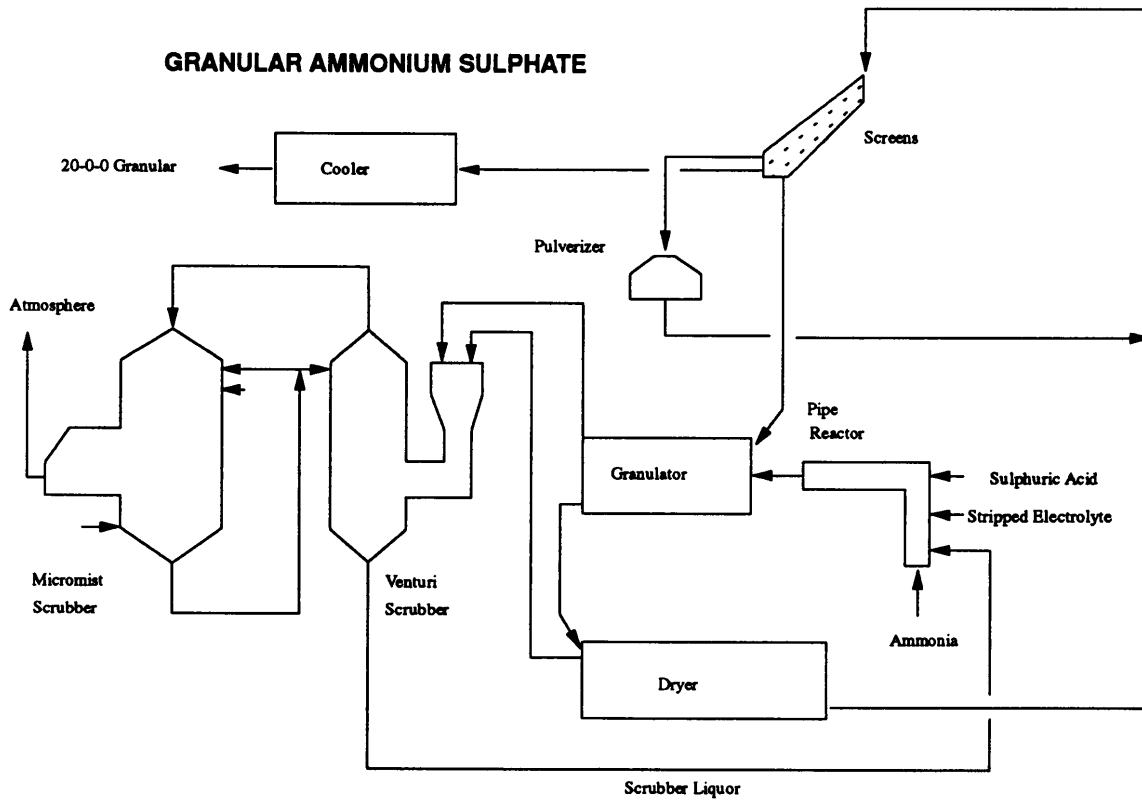 GRANULAR AMMONIUM SULPHATE
Screens
20-0-0 Granular
Cooler
Pulverizer
Atmosphere
Pipe
Reactor
Granulator
Sulphuric Acid
Stripped Electrolyte
Micromist
Scrubber
Venturi
Scrubber
Ammonia
Dryer
Scrubber Liquor